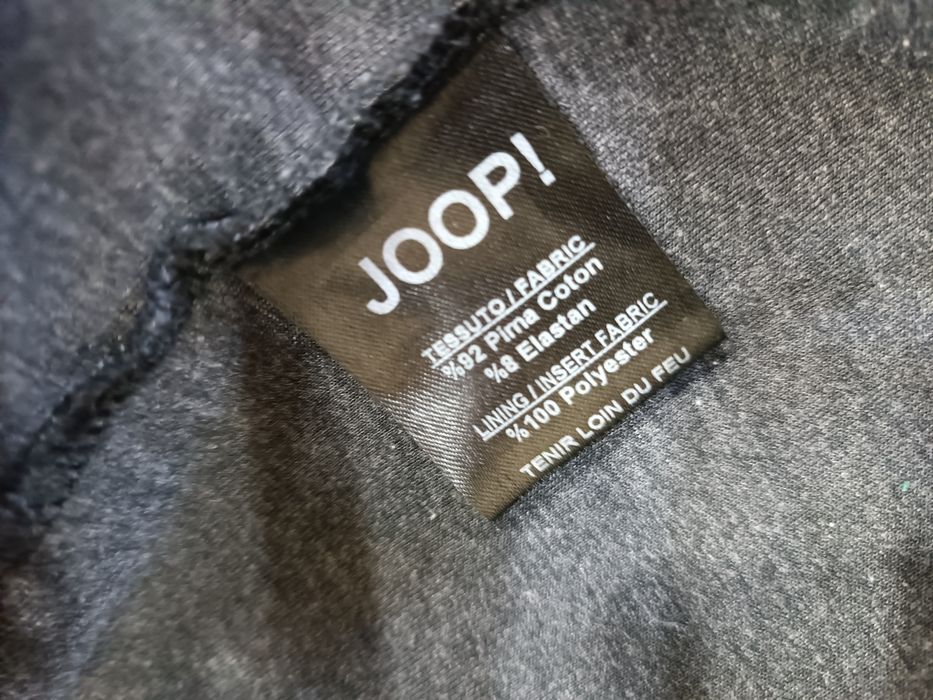 JOOP!
TESSUTO / FABRIC
%92 Pima Coton
%8 Elastan
LINING / INSERT FABRIC
%100 Polyester
TENIR LOIN DU FEU